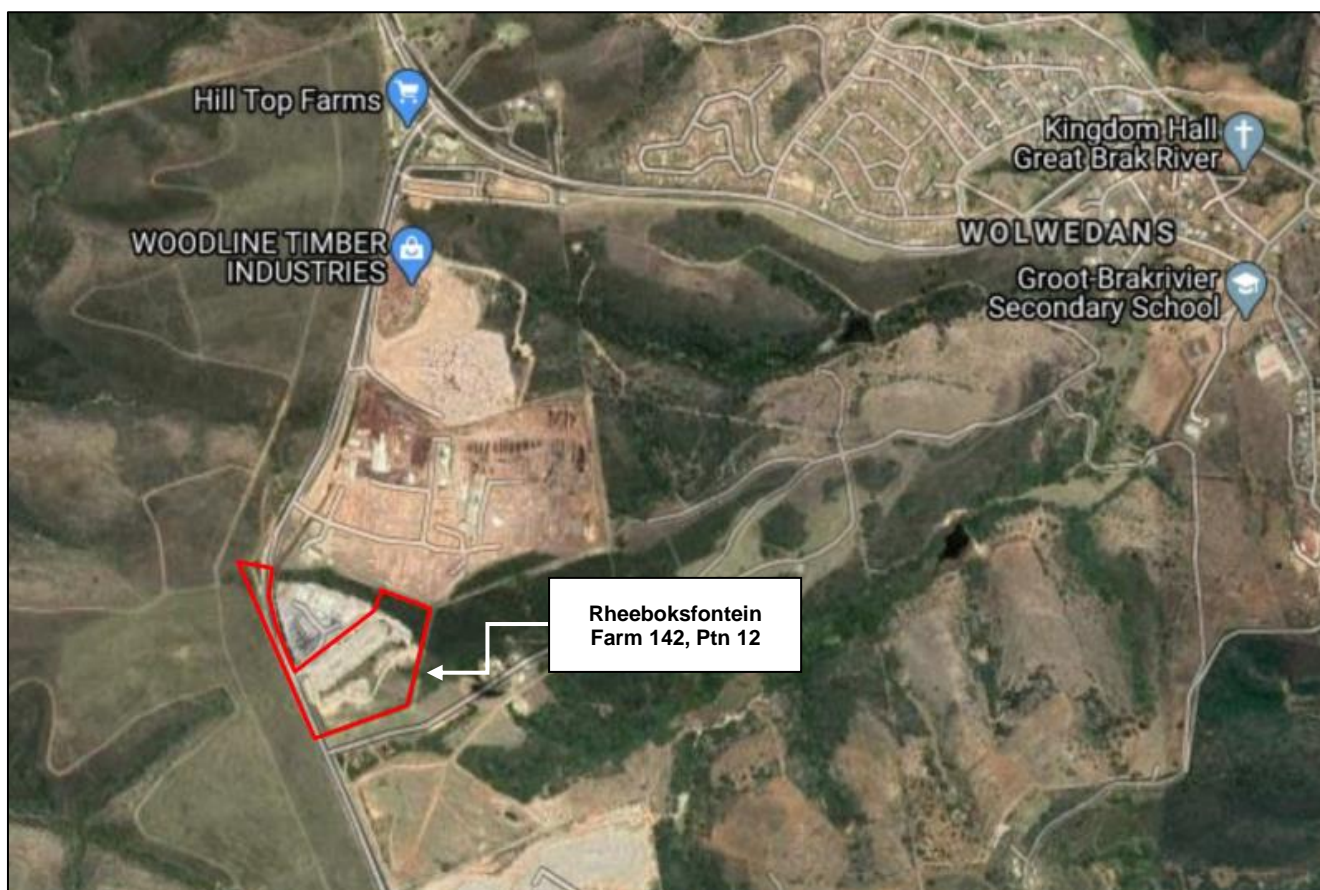 Hill Top Farms
Kingdom Hall
Great Brak River
WOODLINE TIMBER
INDUSTRIES
WOLWEDANS
Groot-Brakrivier
Secondary School
Rheeboksfontein
Farm 142, Ptn 12